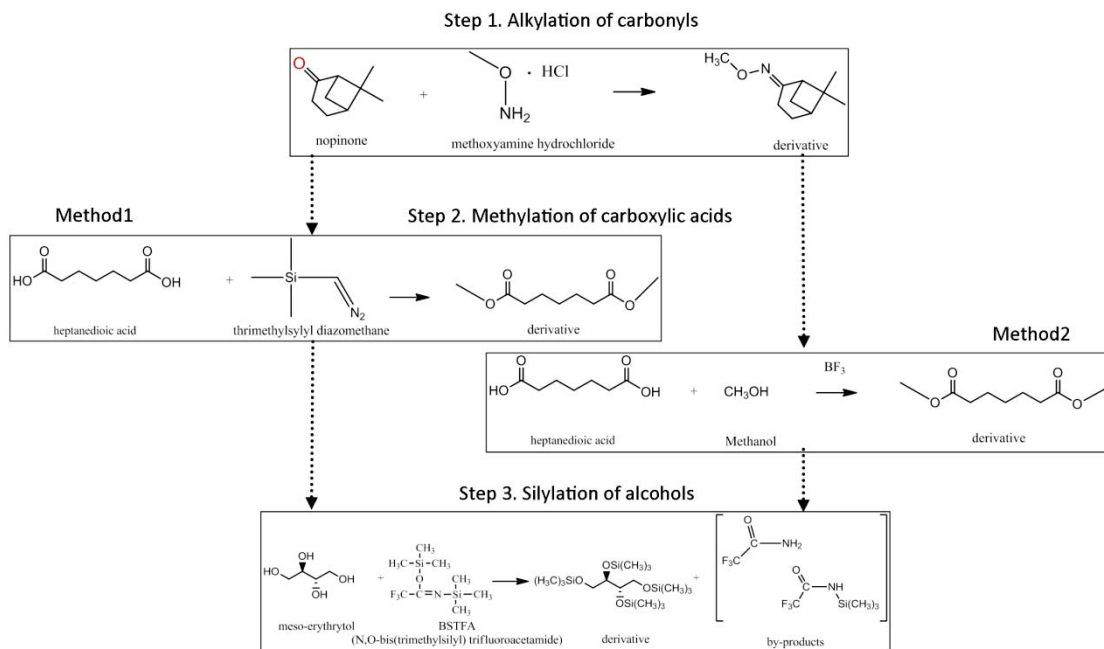 Step 1. Alkylation of carbonyls
O
O
· HCl
NH₂
+
H₃C
O
N
nopinone
methoxyamine hydrochloride
derivative
Method1
Step 2. Methylation of carboxylic acids
O
O
HO
OH
+
Si
N₂
O
O
O
O
heptanedioic acid
thrimethylsylyl diazomethane
derivative
Method2
O
O
HO
OH
+
CH₃OH
BF₃
O
O
O
O
heptanedioic acid
Methanol
derivative
Step 3. Silylation of alcohols
OH
HO
OH
OH
+
CH₃
H₃C-Si-CH₃
O
CH₃
F₃C-C=N-Si-CH₃
CH₃
OSi(CH₃)₃
(H₃C)₃SiO
OSi(CH₃)₃
OSi(CH₃)₃
+
O
C
NH₂
F₃C
O
C
NH
F₃C
Si(CH₃)₃
meso-erythrytol
BSTFA
(N,O-bis(trimethylsilyl) trifluoroacetamide)
derivative
by-products